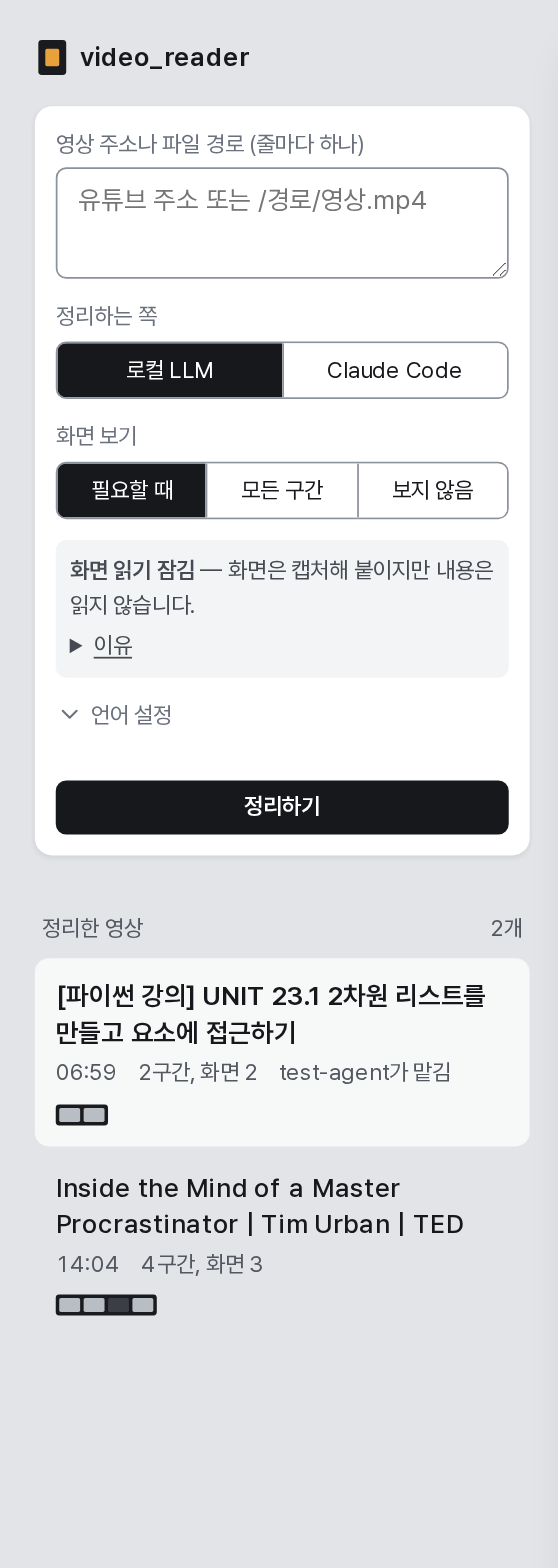 video_reader
영상 주소나 파일 경로 (줄마다 하나)
유튜브 주소 또는 /경로/영상.mp4
정리하는 쪽
로컬 LLM
Claude Code
화면 보기
필요할 때
모든 구간
보지 않음
화면 읽기 잠김 — 화면은 캡처해 붙이지만 내용은
읽지 않습니다.
이유
언어 설정
정리하기
정리한 영상
2개
[파이썬 강의] UNIT 23.1 2차원 리스트를
만들고 요소에 접근하기
06:59 2구간, 화면 2 test-agent가 맡김
Inside the Mind of a Master
Procrastinator | Tim Urban | TED
14:04 4구간, 화면 3